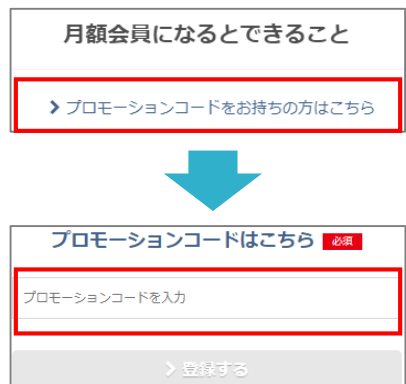 月額会員になるとできること
プロモーションコードをお持ちの方はこちら
プロモーションコードはこちら 必須
プロモーションコードを入力
登録する